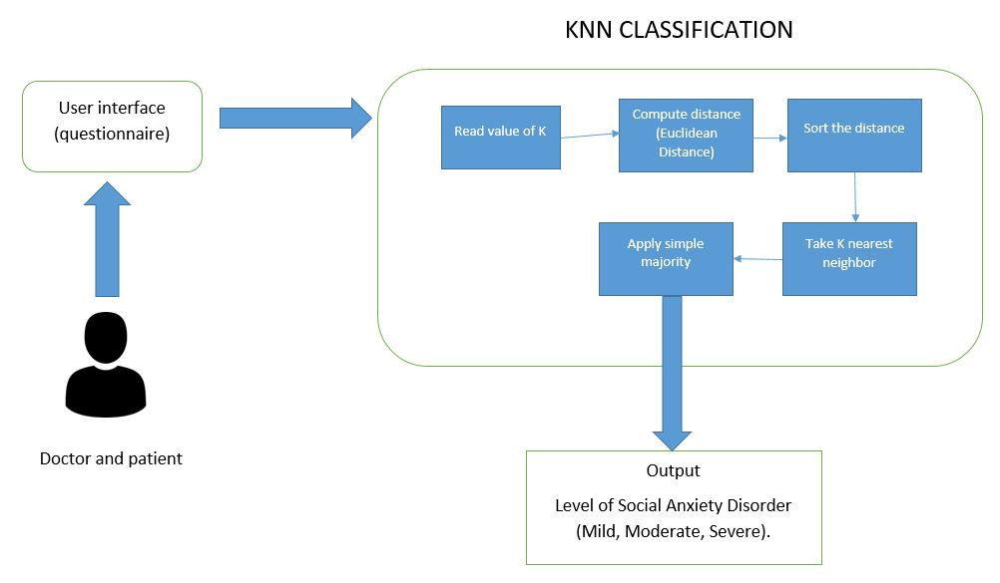 KNN CLASSIFICATION
User interface
(questionnaire)
Read value of K
Compute distance
(Euclidean
Distance)
Sort the distance
Apply simple
majority
Take K nearest
neighbor
Doctor and patient
Output
Level of Social Anxiety Disorder
(Mild, Moderate, Severe).